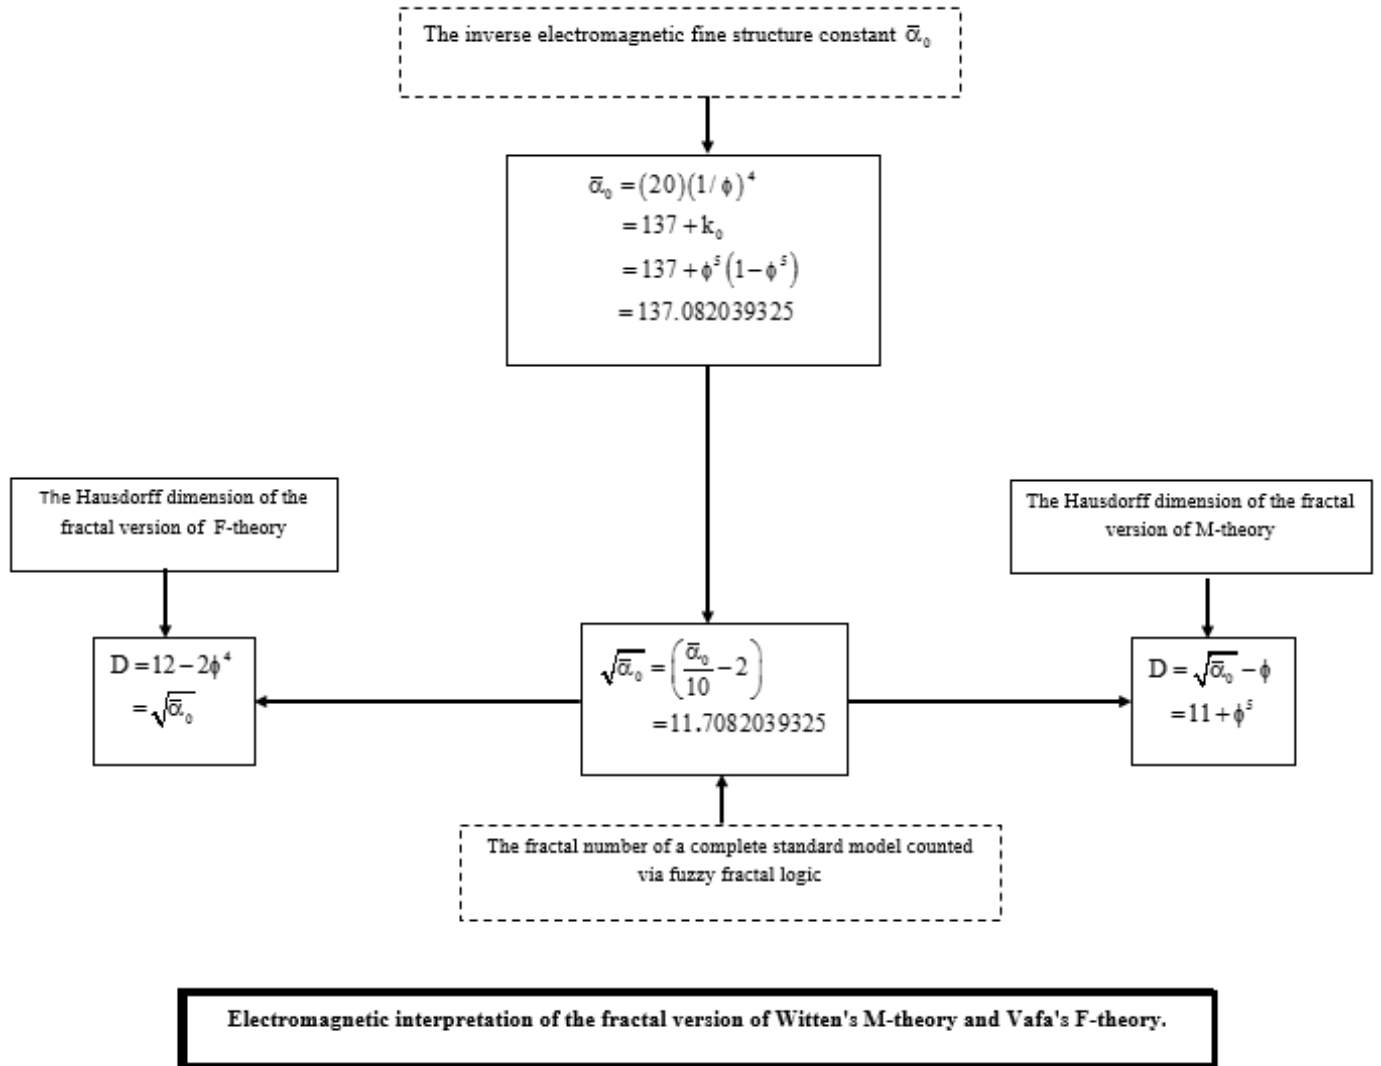 The inverse electromagnetic fine structure constant ᾱ₀
ᾱ₀ = (20)(1/ϕ)⁴
= 137 + k₀
= 137 + ϕ⁵(1−ϕ⁵)
= 137.082039325
The Hausdorff dimension of the
fractal version of F-theory
The Hausdorff dimension of the fractal
version of M-theory
D = 12 − 2ϕ⁴
= √ᾱ₀
√ᾱ₀ = (ᾱ₀/10 − 2)
= 11.7082039325
D = √ᾱ₀ − ϕ
= 11 + ϕ⁵
The fractal number of a complete standard model counted
via fuzzy fractal logic
Electromagnetic interpretation of the fractal version of Witten's M-theory and Vafa's F-theory.